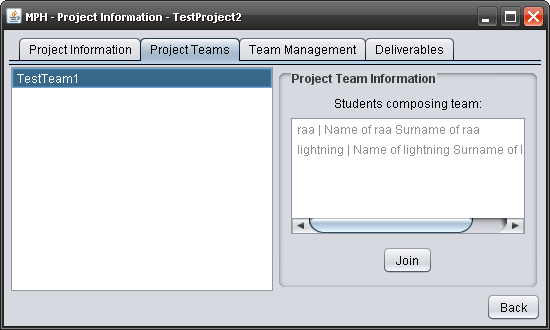 MPH - Project Information - TestProject2
Project Information Project Teams Team Management Deliverables
TestTeam1
Project Team Information
Students composing team:
raa | Name of raa Surname of raa
lightning | Name of lightning Surname of l
Join
Back